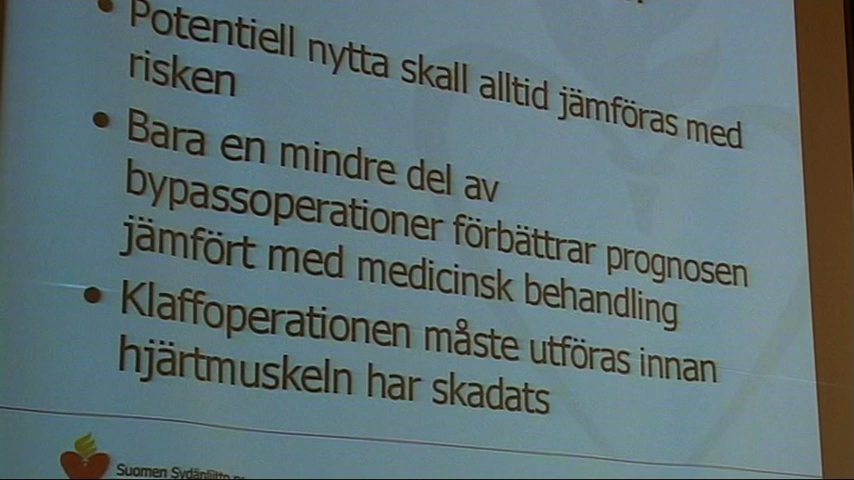 • Potentiell nytta skall alltid jämföras med
risken
• Bara en mindre del av
bypassoperationer förbättrar prognosen
jämfört med medicinsk behandling
• Klaffoperationen måste utföras innan
hjärtmuskeln har skadats
Suomen Sydänliitto